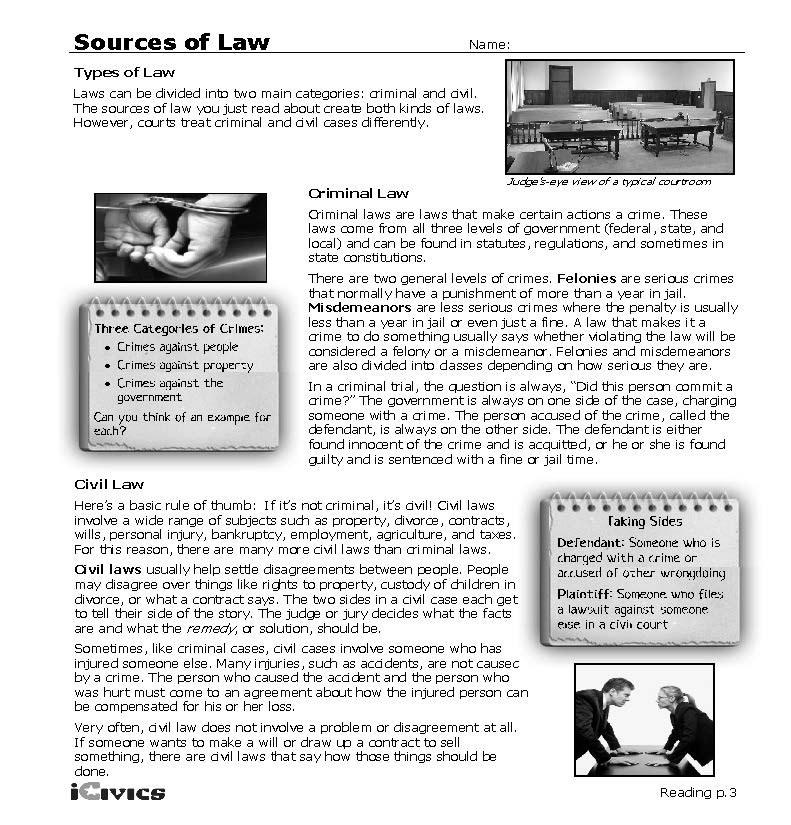 Sources of Law
Name:
Types of Law
Laws can be divided into two main categories: criminal and civil.
The sources of law you just read about create both kinds of laws.
However, courts treat criminal and civil cases differently.
Judge's-eye view of a typical courtroom
Criminal Law
Criminal laws are laws that make certain actions a crime. These
laws come from all three levels of government (federal, state, and
local) and can be found in statutes, regulations, and sometimes in
state constitutions.
There are two general levels of crimes. Felonies are serious crimes
that normally have a punishment of more than a year in jail.
Misdemeanors are less serious crimes where the penalty is usually
less than a year in jail or even just a fine. A law that makes it a
crime to do something usually says whether violating the law will be
considered a felony or a misdemeanor. Felonies and misdemeanors
are also divided into classes depending on how serious they are.
In a criminal trial, the question is always, “Did this person commit a
crime?” The government is always on one side of the case, charging
someone with a crime. The person accused of the crime, called the
defendant, is always on the other side. The defendant is either
found innocent of the crime and is acquitted, or he or she is found
guilty and is sentenced with a fine or jail time.
Three Categories of Crimes:
• Crimes against people
• Crimes against property
• Crimes against the
government
Can you think of an example for
each?
Civil Law
Here's a basic rule of thumb: If it's not criminal, it's civil! Civil laws
involve a wide range of subjects such as property, divorce, contracts,
wills, personal injury, bankruptcy, employment, agriculture, and taxes.
For this reason, there are many more civil laws than criminal laws.
Civil laws usually help settle disagreements between people. People
may disagree over things like rights to property, custody of children in
divorce, or what a contract says. The two sides in a civil case each get
to tell their side of the story. The judge or jury decides what the facts
are and what the remedy, or solution, should be.
Sometimes, like criminal cases, civil cases involve someone who has
injured someone else. Many injuries, such as accidents, are not caused
by a crime. The person who caused the accident and the person who
was hurt must come to an agreement about how the injured person can
be compensated for his or her loss.
Very often, civil law does not involve a problem or disagreement at all.
If someone wants to make a will or draw up a contract to sell
something, there are civil laws that say how those things should be
done.
Taking Sides
Defendant: Someone who is
charged with a crime or
accused of other wrongdoing
Plaintiff: Someone who files
a lawsuit against someone
else in a civil court
iCivics
Reading p.3